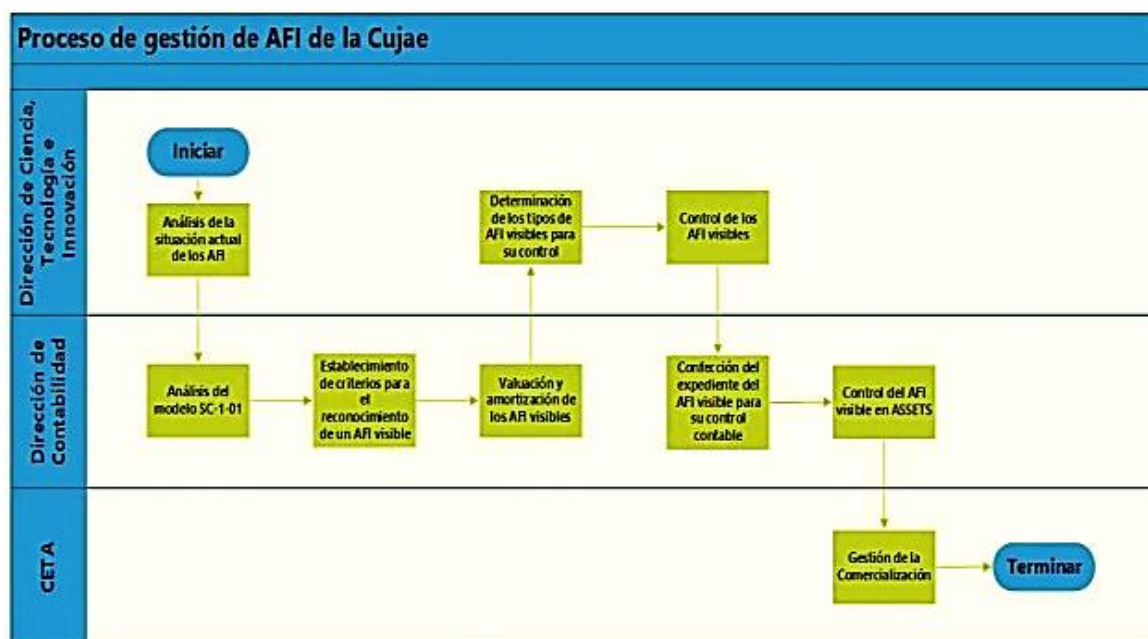 Proceso de gestión de AFI de la Cujae
Dirección de Ciencia,
Tecnología e
Innovación
Iniciar
Análisis de la
situación actual
de los AFI
Determinación
de los tipos de
AFI visibles para
su control
Control de los
AFI visibles
Dirección de
Contabilidad
Análisis del
modelo SC-1-01
Establecimiento
de criterios para
el
reconocimiento
de un AFI visible
Valuación y
amortización de
los AFI visibles
Confección del
expediente del
AFI visible para
su control
contable
Control del AFI
visible en ASSETS
CETA
Gestión de la
Comercialización
Terminar